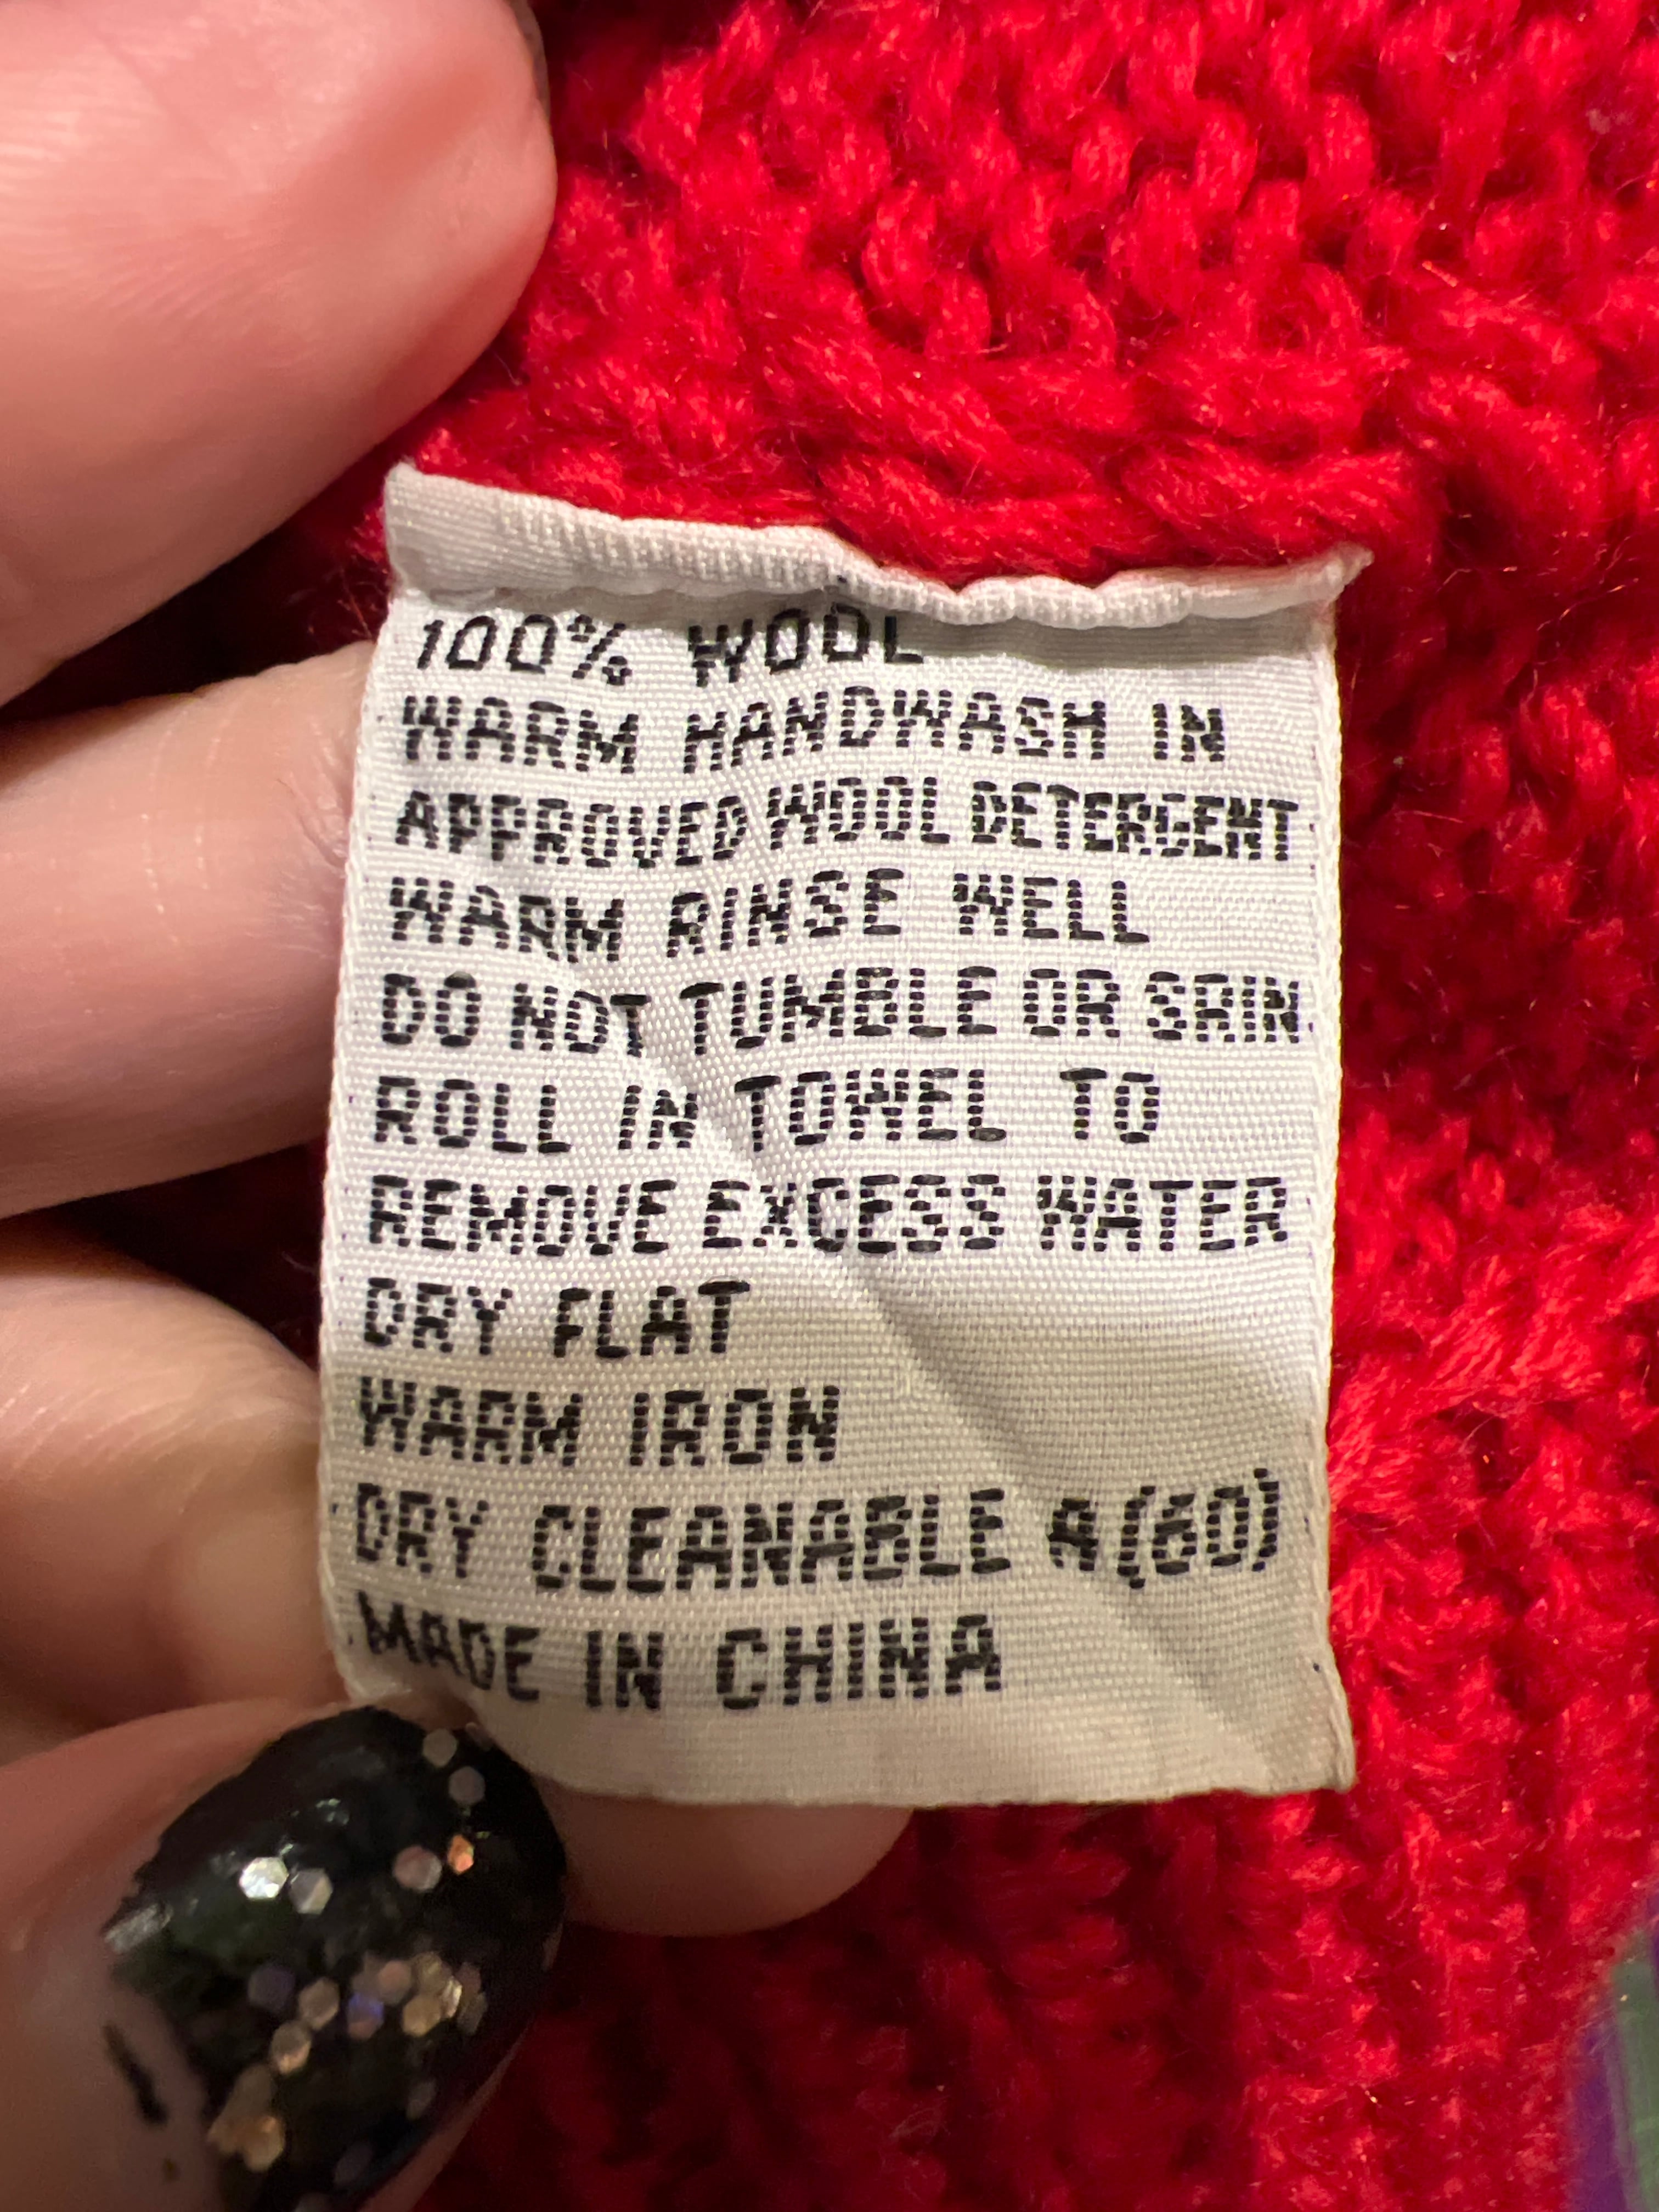 100% WOOL
WARM HANDWASH IN
APPROVED WOOL DETERGENT
WARM RINSE WELL
DO NOT TUMBLE OR SRIN.
ROLL IN TOWEL TO
REMOVE EXCESS WATER
DRY FLAT
WARM IRON
DRY CLEANABLE A(60)
MADE IN CHINA